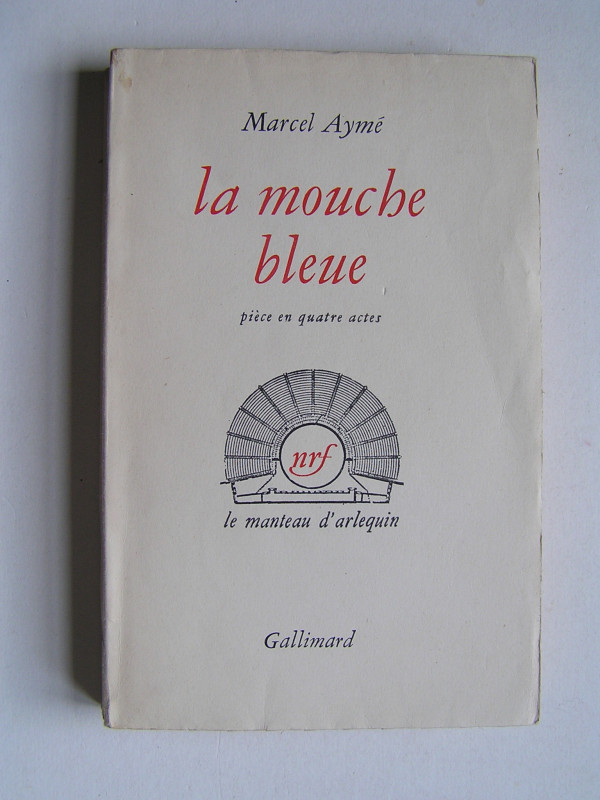 Marcel Aymé
la mouche
bleue
pièce en quatre actes
nrf
le manteau d'arlequin
Gallimard